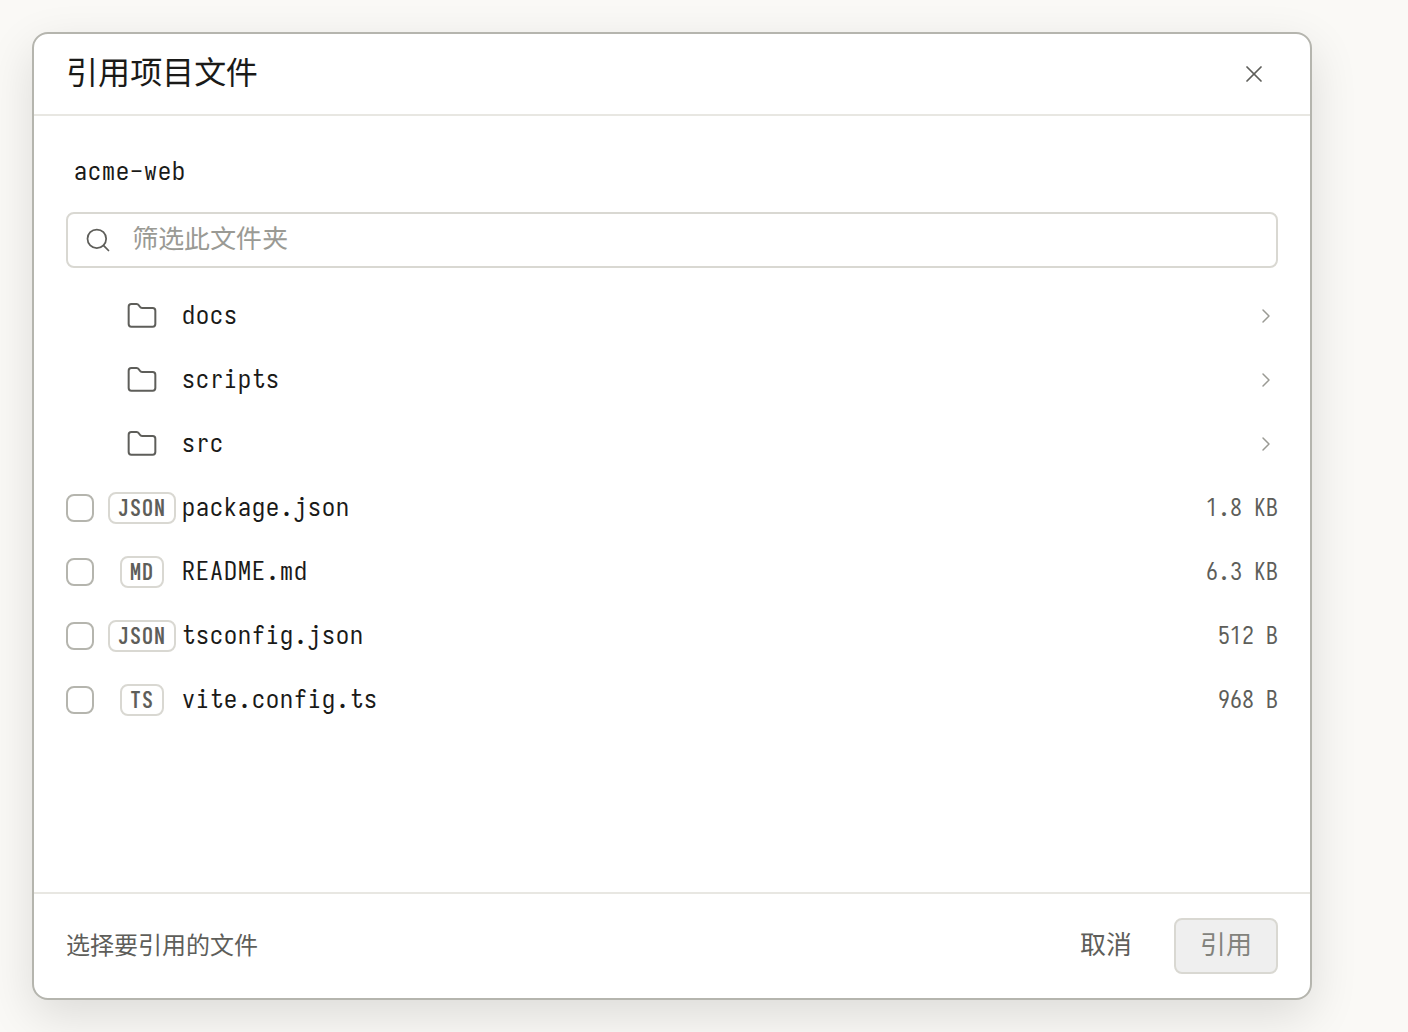 引用项目文件
acme-web
筛选此文件夹
docs
scripts
src
JSON package.json 1.8 KB
MD README.md 6.3 KB
JSON tsconfig.json 512 B
TS vite.config.ts 968 B
选择要引用的文件 取消 引用